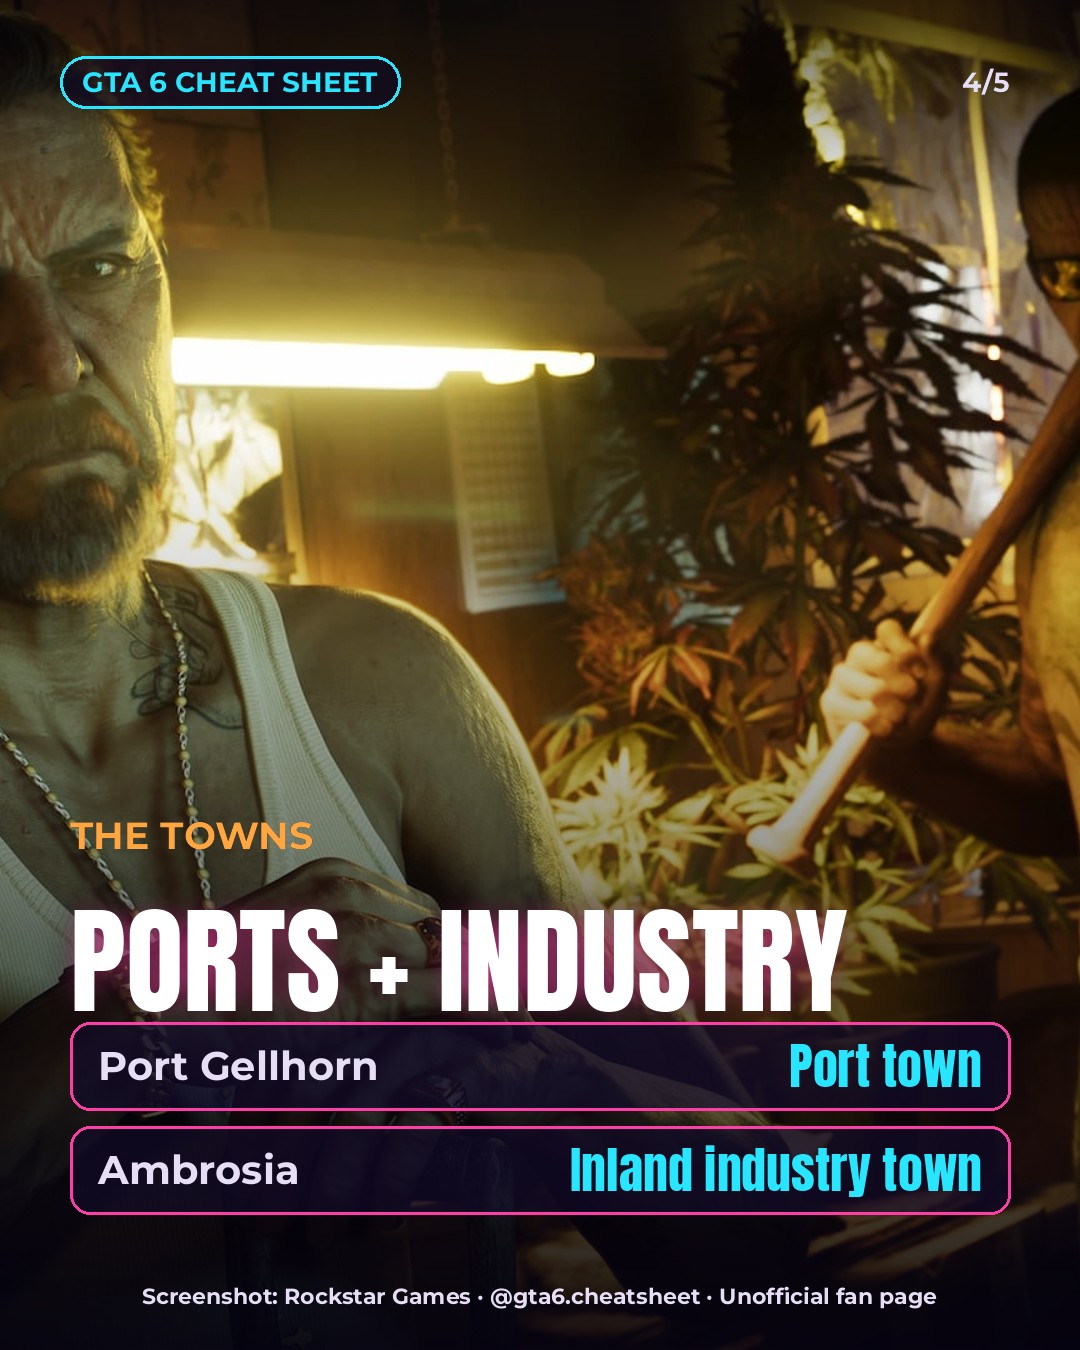 GTA 6 CHEAT SHEET
4/5
THE TOWNS
PORTS + INDUSTRY
Port Gellhorn
Port town
Ambrosia
Inland industry town
Screenshot: Rockstar Games · @gta6.cheatsheet · Unofficial fan page